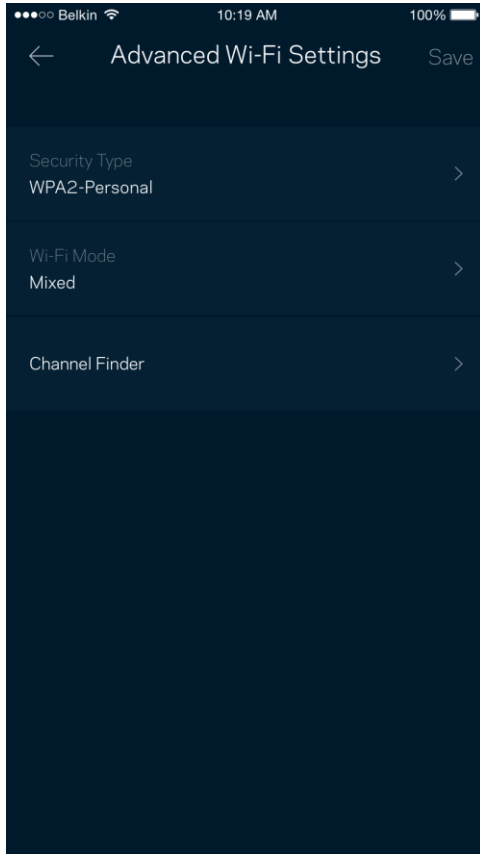 Belkin 10:19 AM 100%
Advanced Wi-Fi Settings Save
Security Type
WPA2-Personal
Wi-Fi Mode
Mixed
Channel Finder